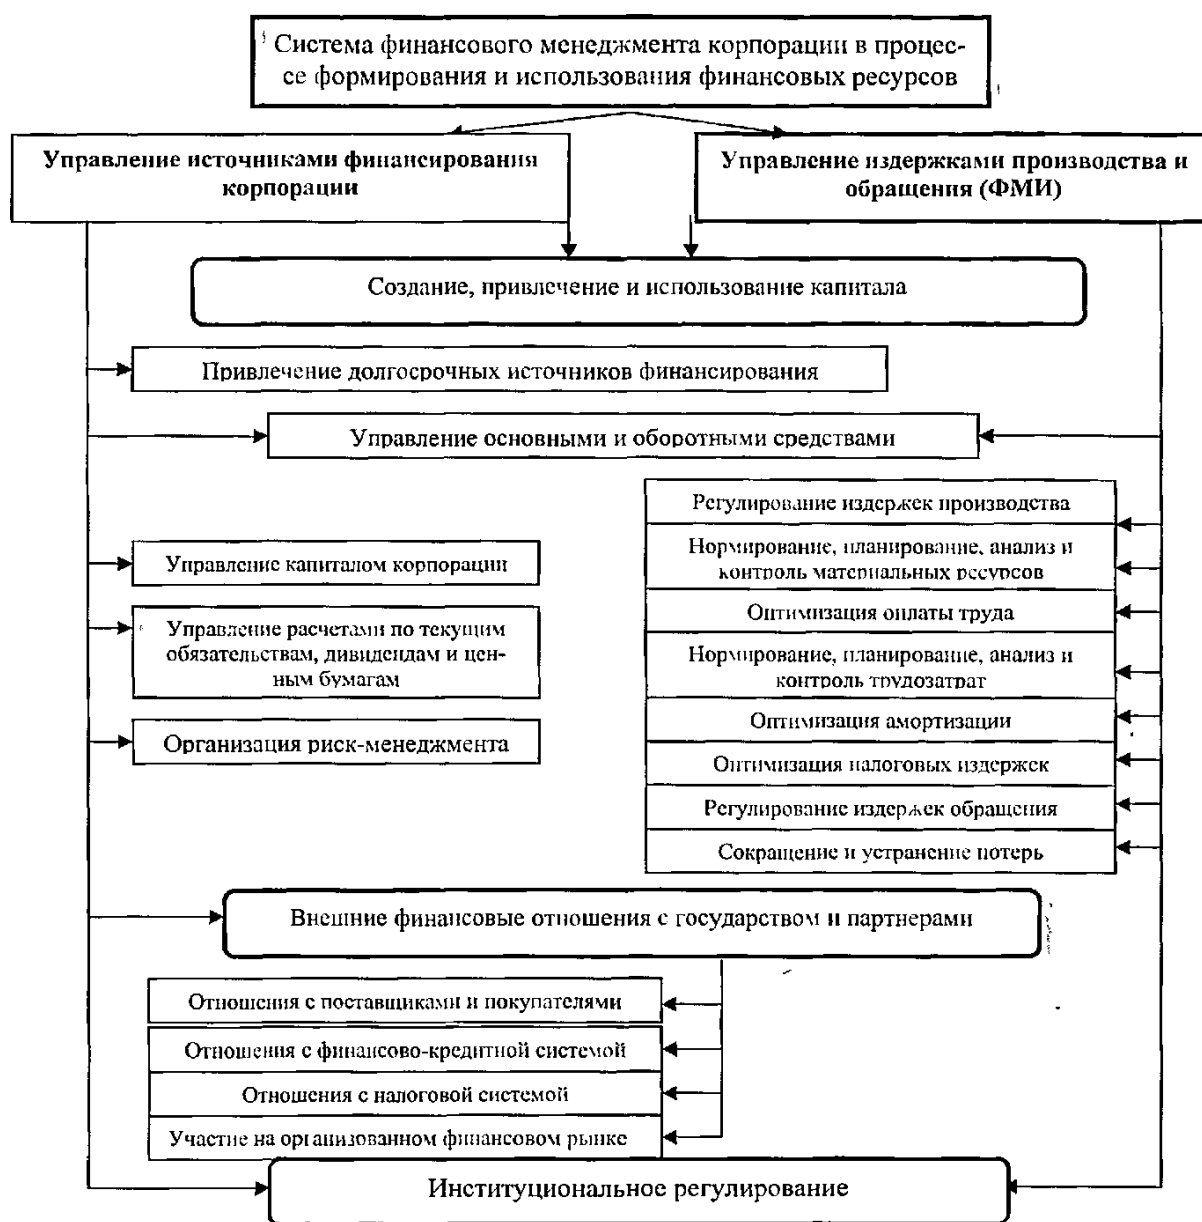 Система финансового менеджмента корпорации в процес-
се формирования и использования финансовых ресурсов
Управление источниками финансирования
корпорации
Управление издержками производства и
обращения (ФМИ)
Создание, привлечение и использование капитала
Привлечение долгосрочных источников финансирования
Управление основными и оборотными средствами
Регулирование издержек производства
Нормирование, планирование, анализ и
контроль материальных ресурсов
Оптимизация оплаты труда
Нормирование, планирование, анализ и
контроль трудозатрат
Оптимизация амортизации
Оптимизация налоговых издержек
Регулирование издержек обращения
Сокращение и устранение потерь
Управление капиталом корпорации
Управление расчетами по текущим
обязательствам, дивидендам и цен-
ным бумагам
Организация риск-менеджмента
Внешние финансовые отношения с государством и партнерами
Отношения с поставщиками и покупателями
Отношения с финансово-кредитной системой
Отношения с налоговой системой
Участие на организованном финансовом рынке
Институциональное регулирование